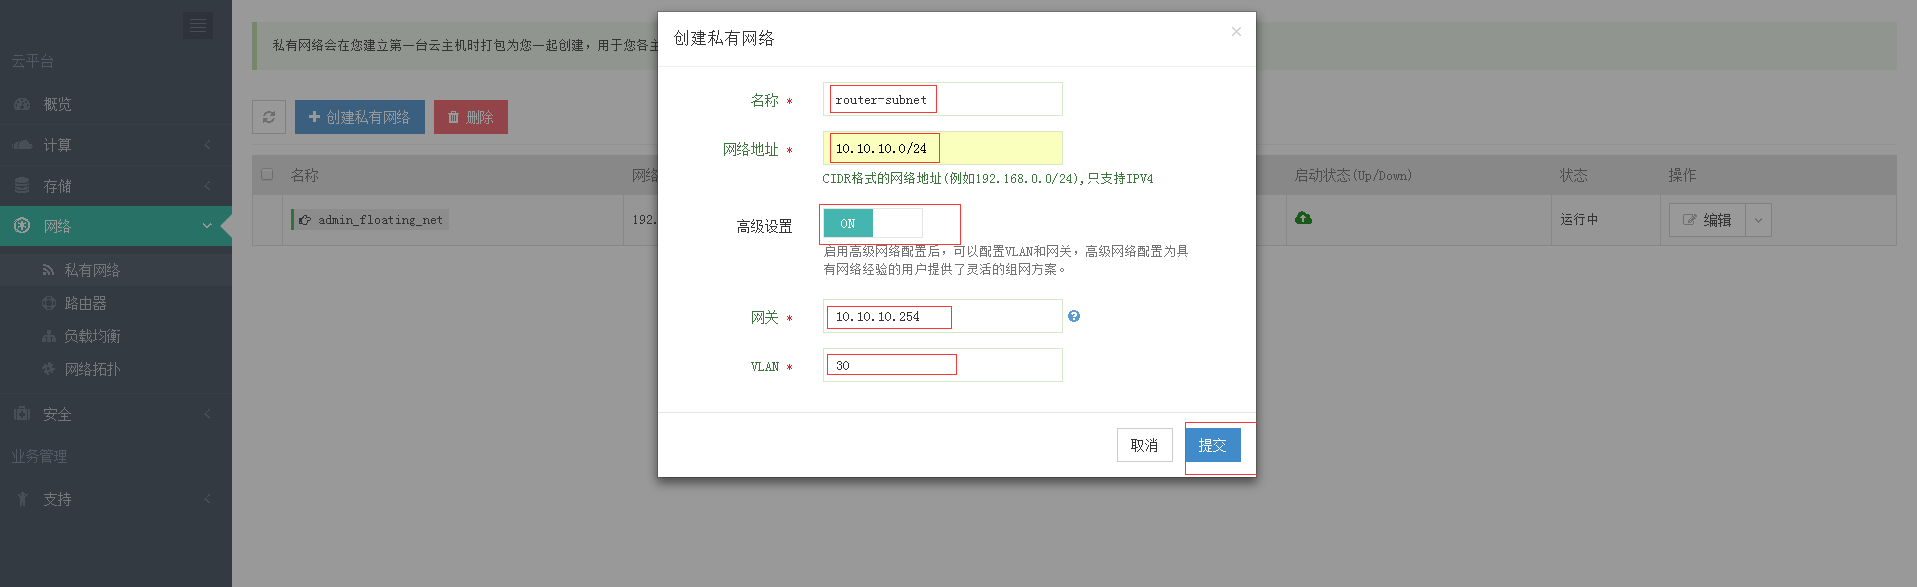 云平台
概览
计算
存储
网络
私有网络
路由器
负载均衡
网络拓扑
安全
业务管理
支持
私有网络会在您建立第一台云主机时打包为您一起创建，用于您各主
创建私有网络
删除
名称
网络
启动状态(Up/Down)
状态
操作
admin_floating_net
192.
运行中
编辑
创建私有网络
×
名称 *
router-subnet
网络地址 *
10.10.10.0/24
CIDR格式的网络地址(例如192.168.0.0/24),只支持IPV4
高级设置
ON
启用高级网络配置后，可以配置VLAN和网关，高级网络配置为具
有网络经验的用户提供了灵活的组网方案。
网关 *
10.10.10.254
VLAN *
30
取消
提交